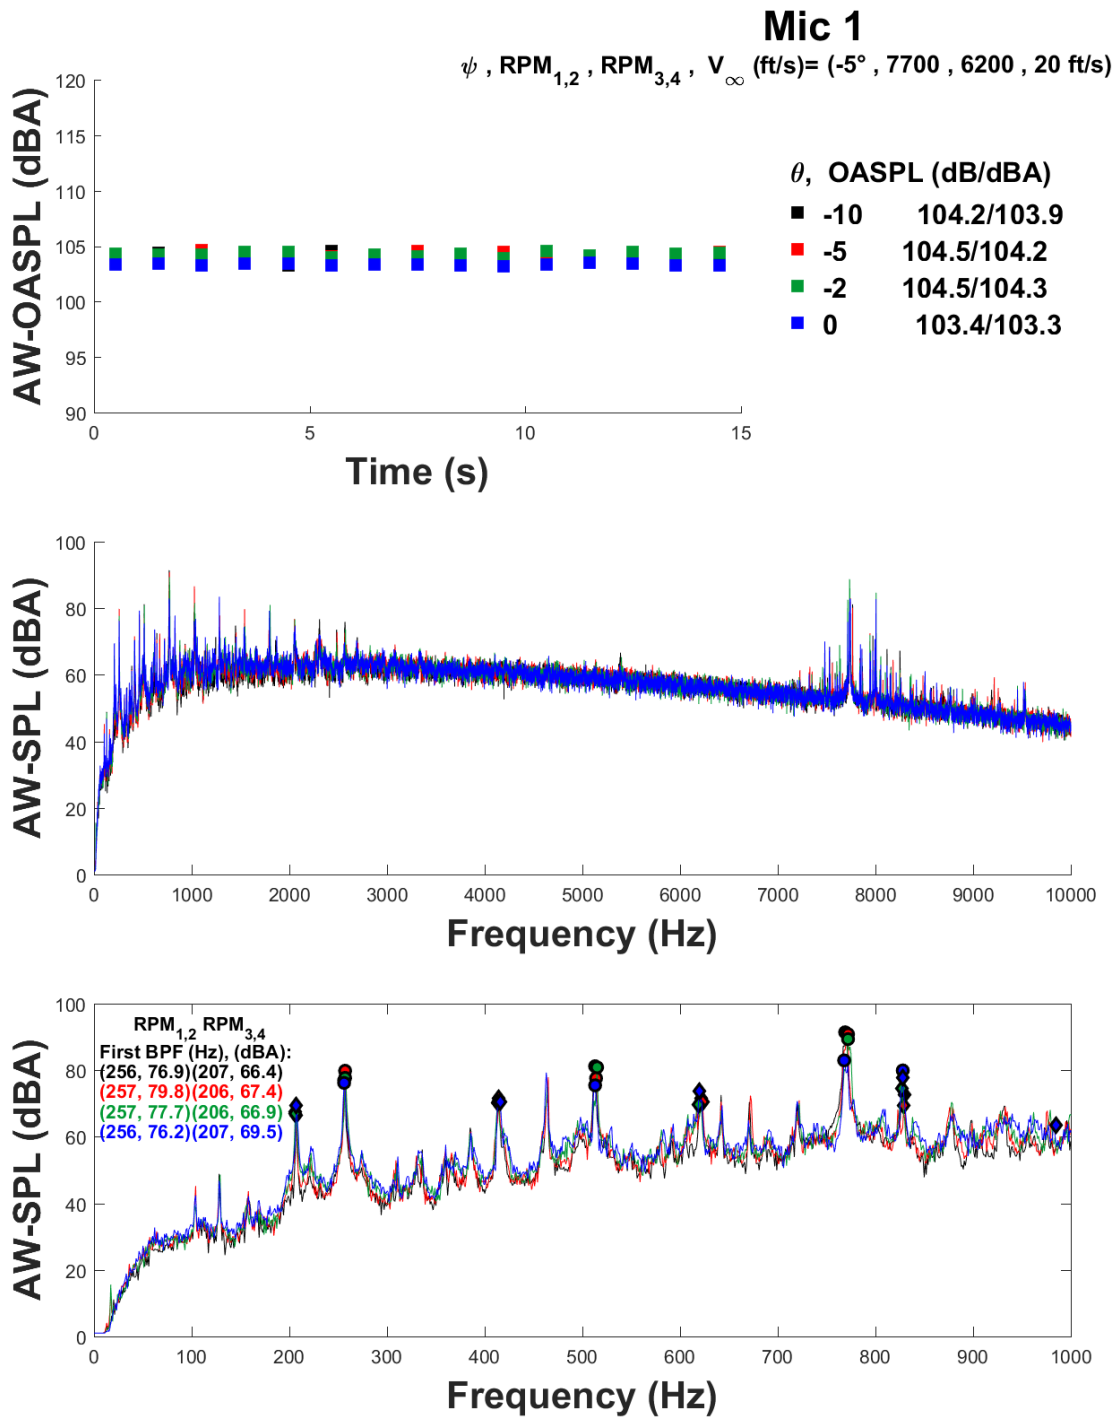 Mic 1
ψ , RPM1,2 , RPM3,4 , V∞ (ft/s)= (-5° , 7700 , 6200 , 20 ft/s)
AW-OASPL (dBA)
120
115
110
105
100
95
90
0 5 10 15
Time (s)
θ, OASPL (dB/dBA)
-10 104.2/103.9
-5 104.5/104.2
-2 104.5/104.3
0 103.4/103.3
AW-SPL (dBA)
100
80
60
40
20
0
0 1000 2000 3000 4000 5000 6000 7000 8000 9000 10000
Frequency (Hz)
AW-SPL (dBA)
100
80
60
40
20
0
RPM1,2 RPM3,4
First BPF (Hz), (dBA):
(256, 76.9)(207, 66.4)
(257, 79.8)(206, 67.4)
(257, 77.7)(206, 66.9)
(256, 76.2)(207, 69.5)
0 100 200 300 400 500 600 700 800 900 1000
Frequency (Hz)